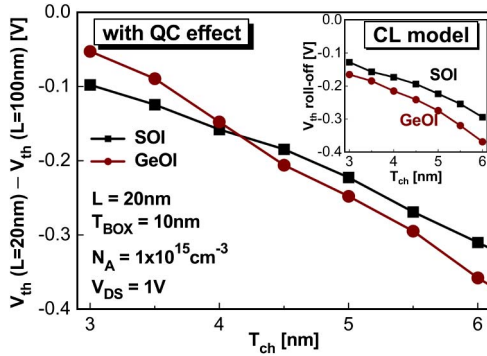 with QC effect
CL model
V_th (L=20nm) − V_th (L=100nm) [V]
0.0
-0.1
-0.2
-0.3
-0.4
SOI
GeOI
L = 20nm
T_BOX = 10nm
N_A = 1x10^15cm^-3
V_DS = 1V
3 4 5 6
T_ch [nm]
V_th roll-off [V]
0.0
-0.1
-0.2
-0.3
-0.4
SOI
GeOI
3 4 5 6
T_ch [nm]